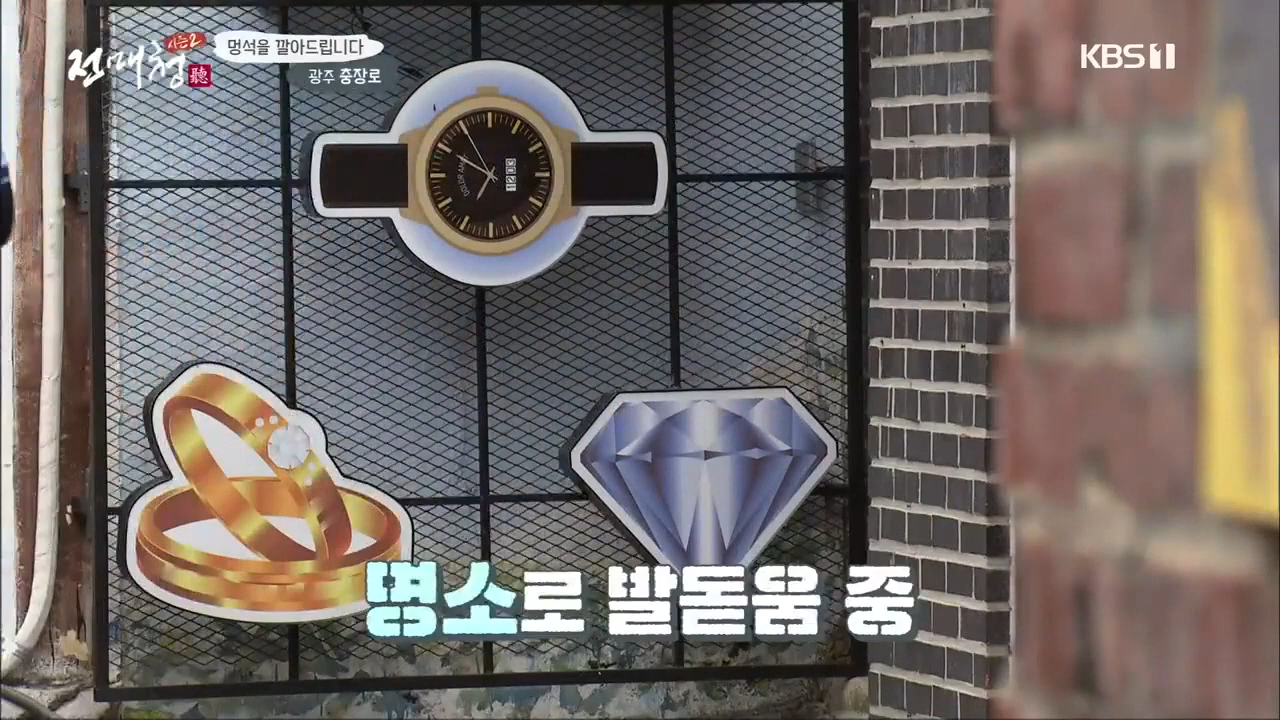 전대청 시즌2
聽
멍석을 깔아드립니다
광주 충장로
KBS1
명소로 발돋움 중